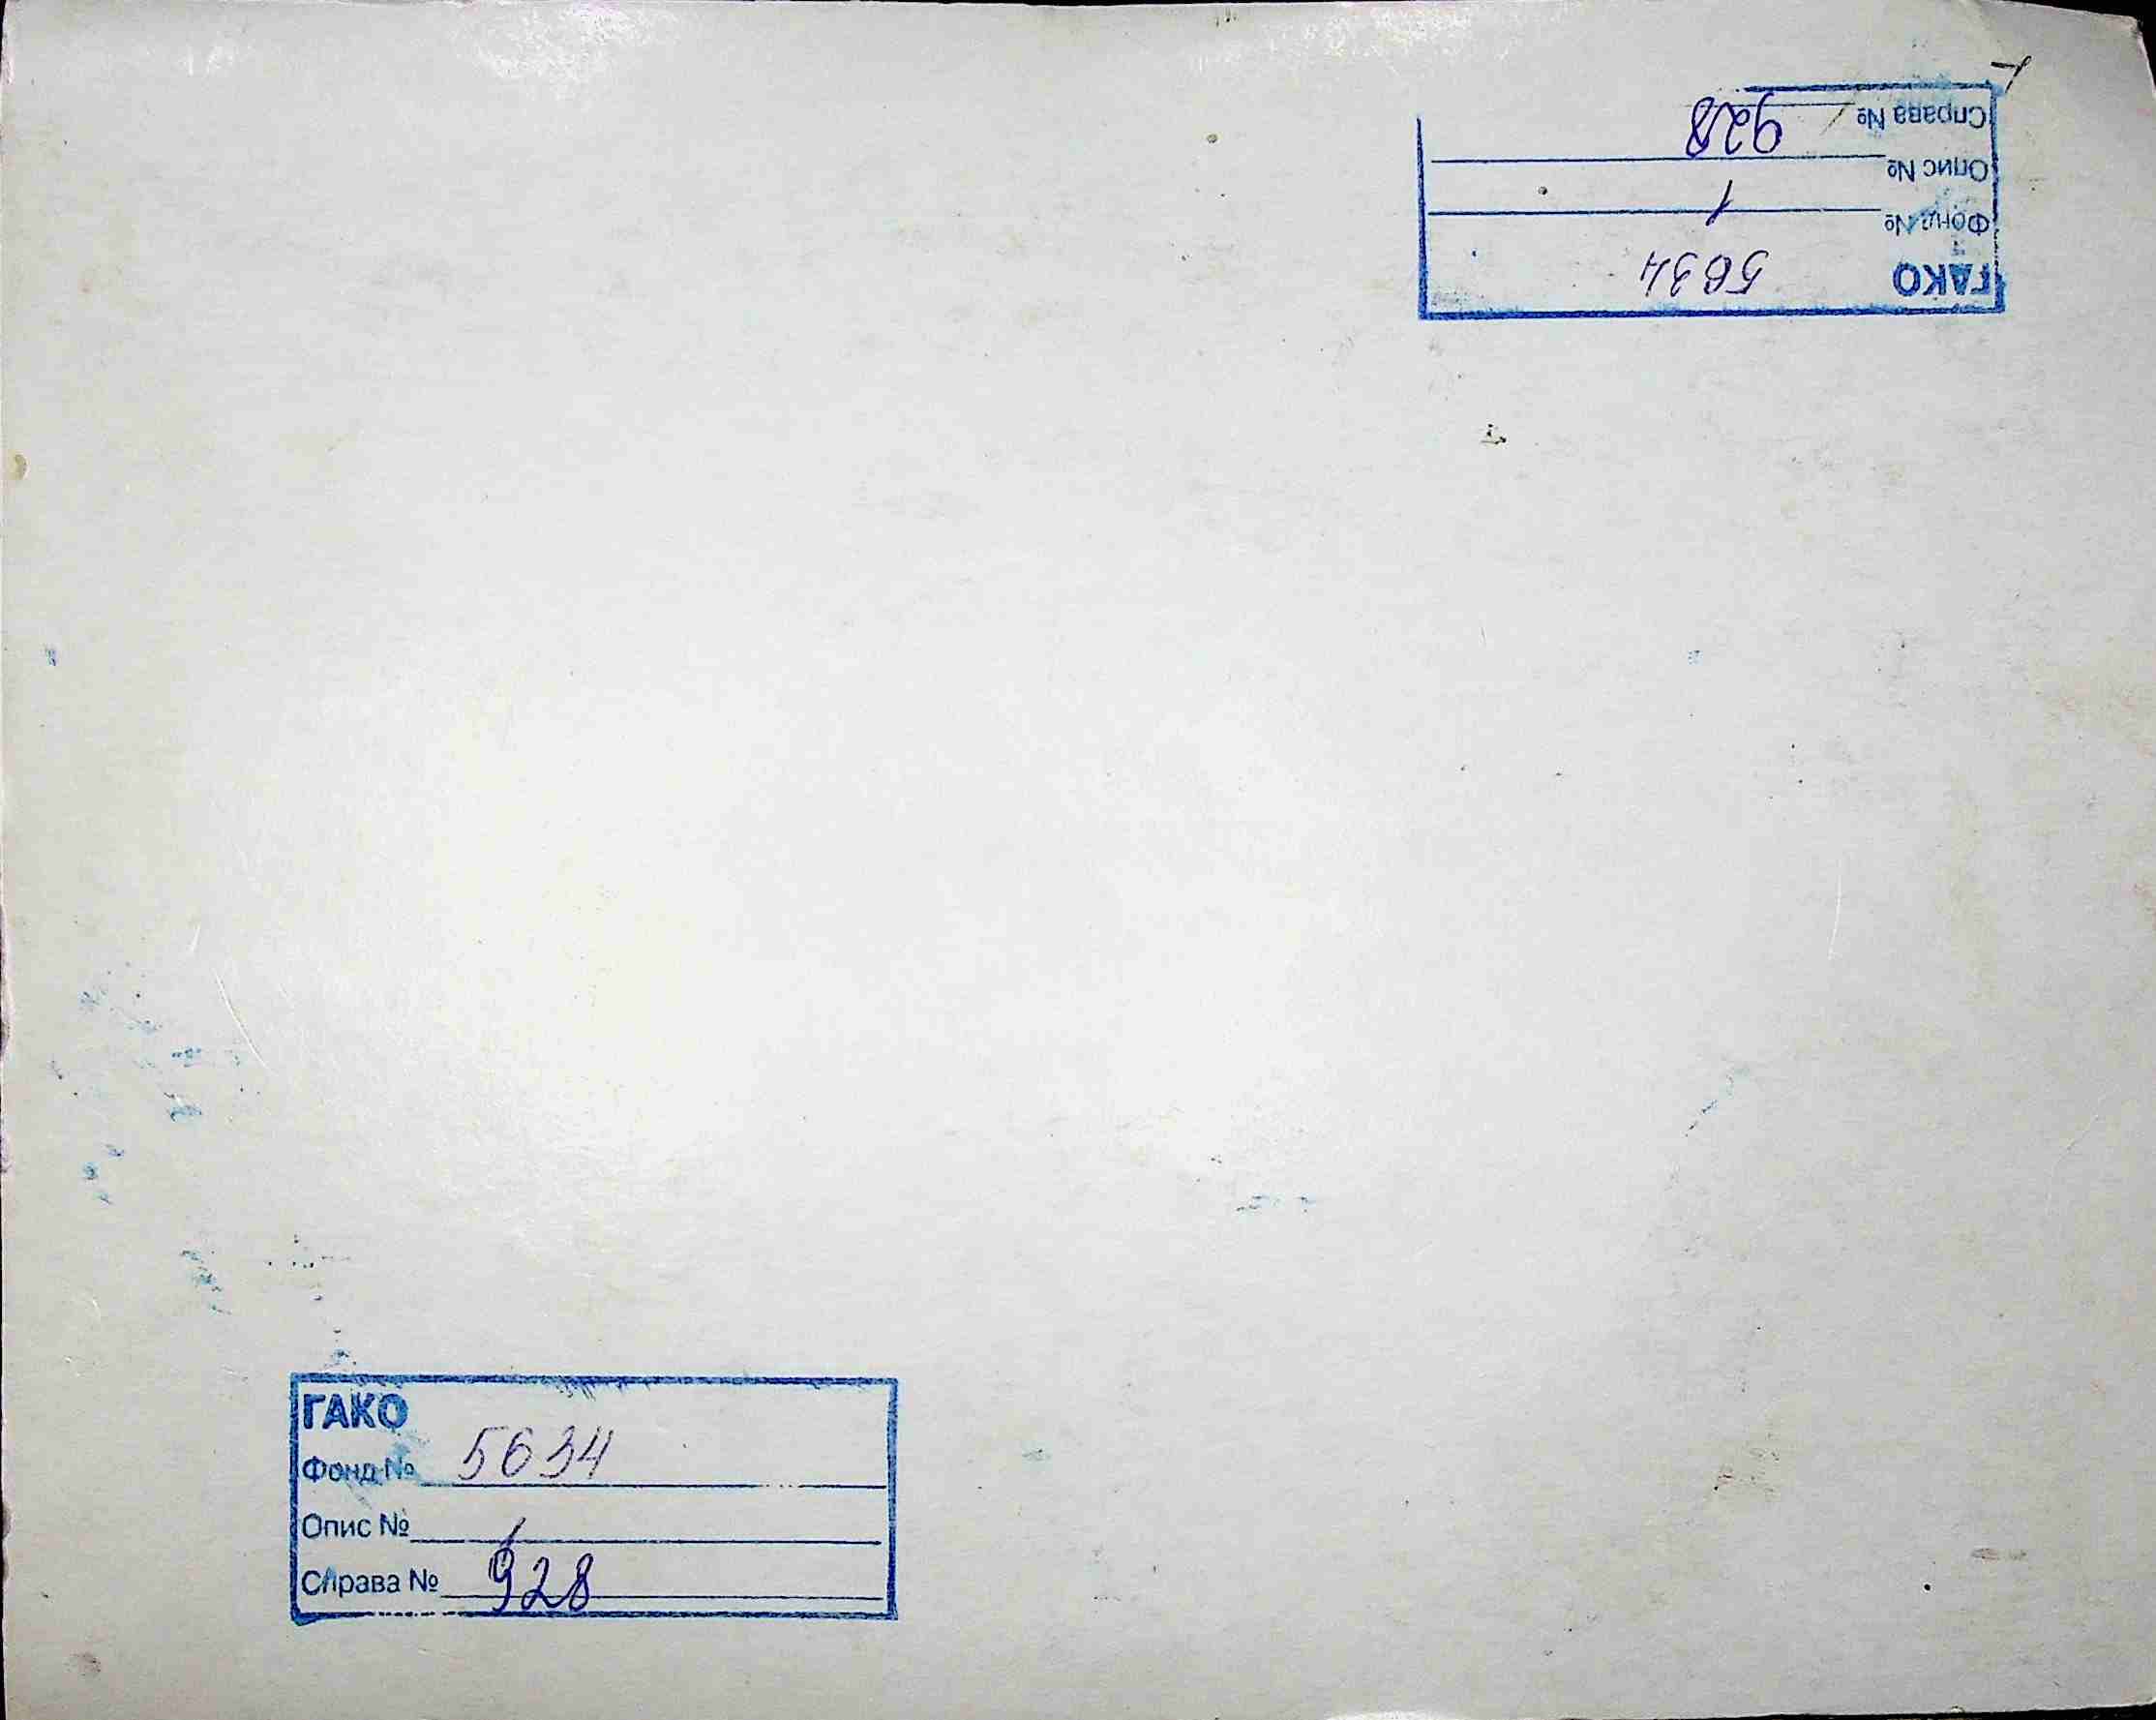 ГАКО
Фонд № 5634
Опис № 1
Справа № 928
ГАКО
Фонд № 5634
Опис № 1
Справа № 928